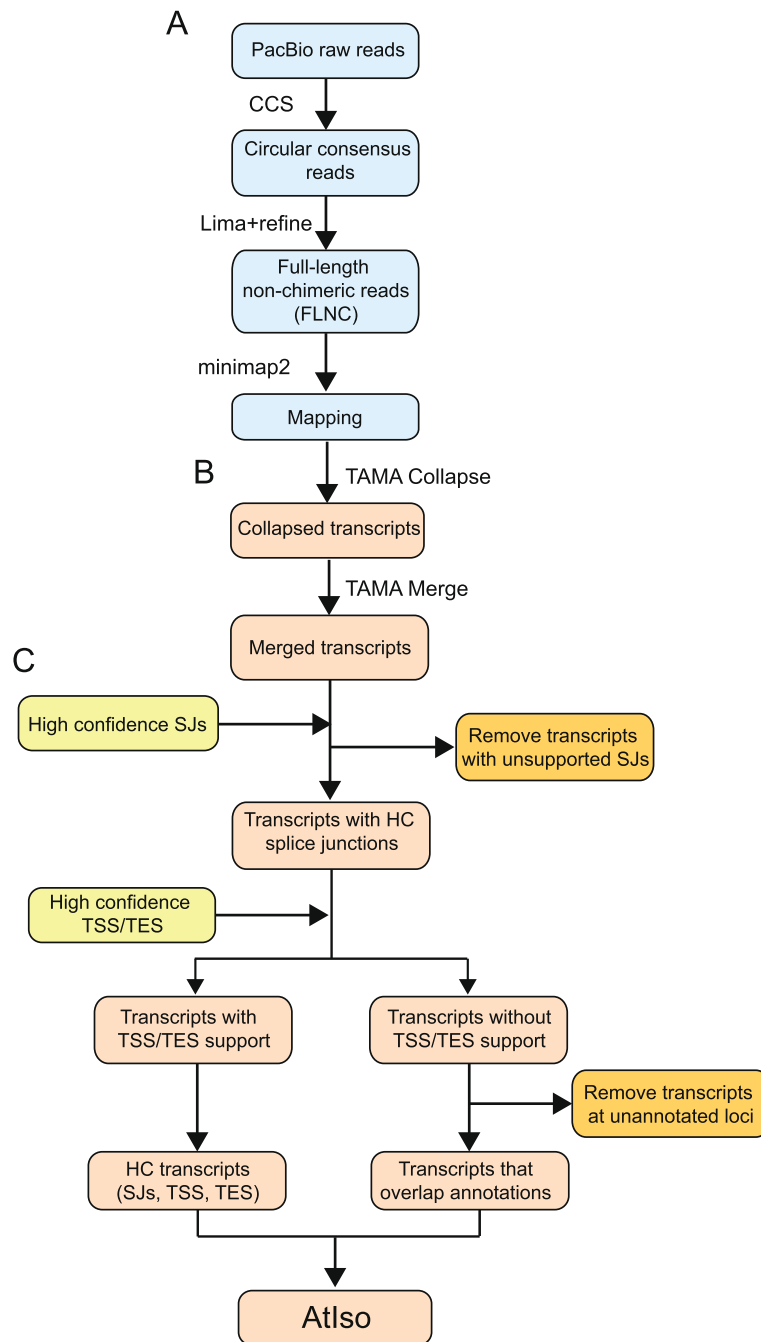 A
PacBio raw reads
CCS
Circular consensus
reads
Lima+refine
Full-length
non-chimeric reads
(FLNC)
minimap2
Mapping
B
TAMA Collapse
Collapsed transcripts
TAMA Merge
Merged transcripts
C
High confidence SJs
Remove transcripts
with unsupported SJs
Transcripts with HC
splice junctions
High confidence
TSS/TES
Transcripts with
TSS/TES support
Transcripts without
TSS/TES support
Remove transcripts
at unannotated loci
HC transcripts
(SJs, TSS, TES)
Transcripts that
overlap annotations
AtIso